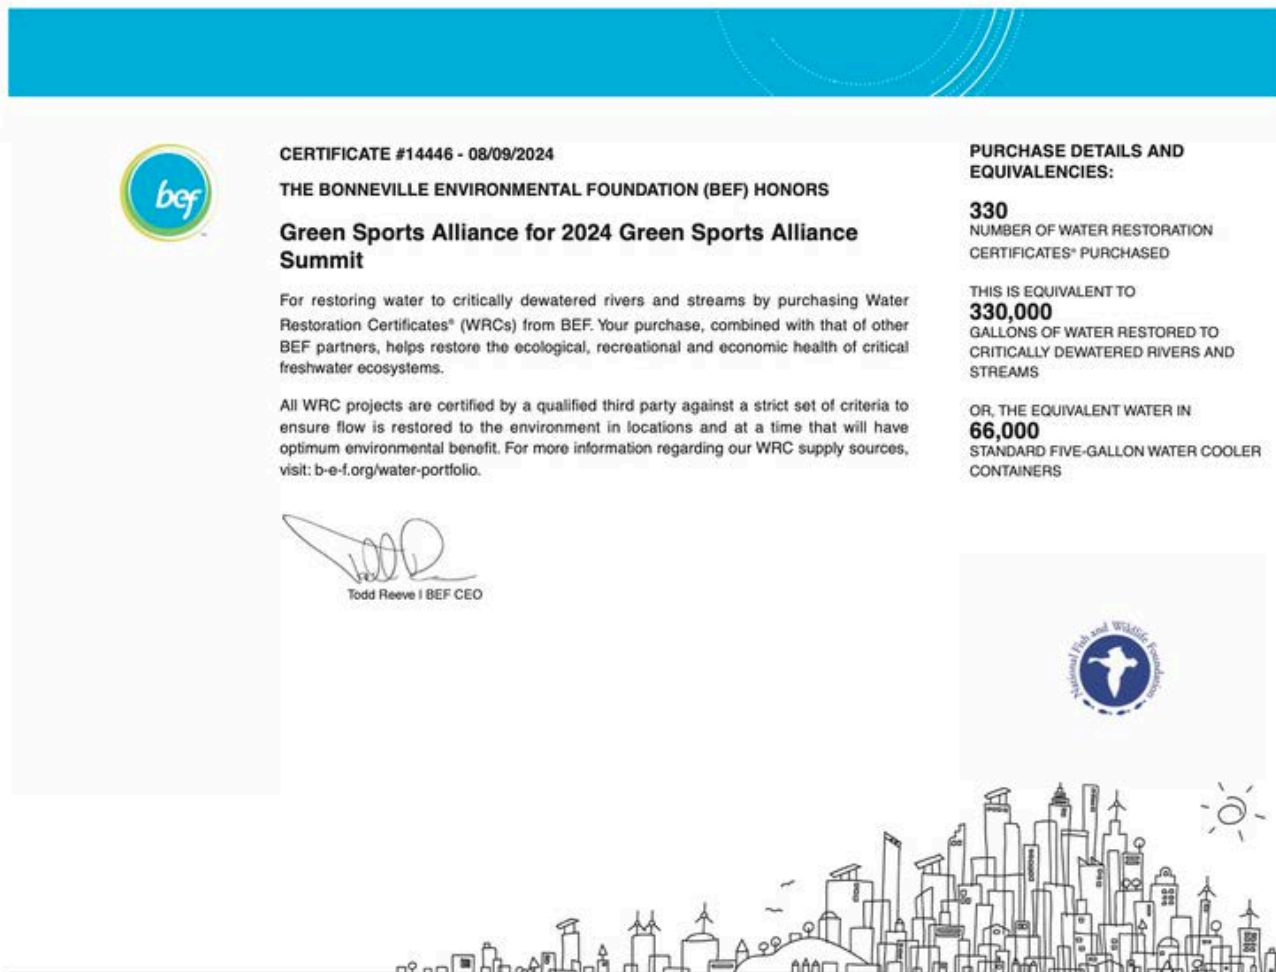 bef
CERTIFICATE #14446 - 08/09/2024
THE BONNEVILLE ENVIRONMENTAL FOUNDATION (BEF) HONORS
Green Sports Alliance for 2024 Green Sports Alliance
Summit
For restoring water to critically dewatered rivers and streams by purchasing Water
Restoration Certificates® (WRCs) from BEF. Your purchase, combined with that of other
BEF partners, helps restore the ecological, recreational and economic health of critical
freshwater ecosystems.
All WRC projects are certified by a qualified third party against a strict set of criteria to
ensure flow is restored to the environment in locations and at a time that will have
optimum environmental benefit. For more information regarding our WRC supply sources,
visit: b-e-f.org/water-portfolio.
Todd Reeve | BEF CEO
PURCHASE DETAILS AND
EQUIVALENCIES:
330
NUMBER OF WATER RESTORATION
CERTIFICATES® PURCHASED
THIS IS EQUIVALENT TO
330,000
GALLONS OF WATER RESTORED TO
CRITICALLY DEWATERED RIVERS AND
STREAMS
OR, THE EQUIVALENT WATER IN
66,000
STANDARD FIVE-GALLON WATER COOLER
CONTAINERS
National Fish and Wildlife Foundation